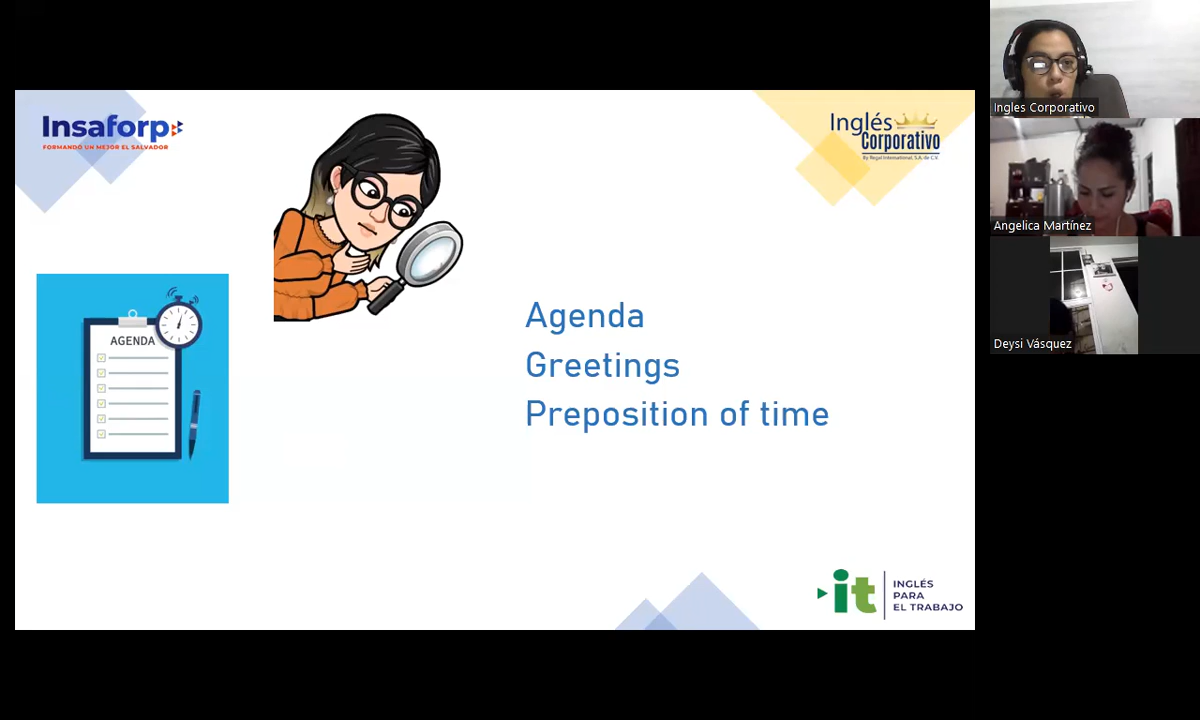 Insaforp
FORMANDO UN MEJOR EL SALVADOR
Inglés
Corporativo
By Regal International, S.A. de C.V.
AGENDA
Agenda
Greetings
Preposition of time
it
INGLÉS
PARA
EL TRABAJO
Ingles Corporativo
Angelica Martínez
Deysi Vásquez